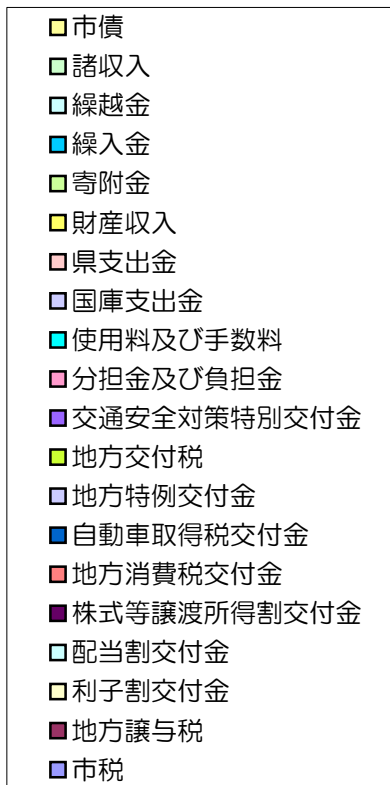 市債
諸収入
繰越金
繰入金
寄附金
財産収入
県支出金
国庫支出金
使用料及び手数料
分担金及び負担金
交通安全対策特別交付金
地方交付税
地方特例交付金
自動車取得税交付金
地方消費税交付金
株式等譲渡所得割交付金
配当割交付金
利子割交付金
地方譲与税
市税